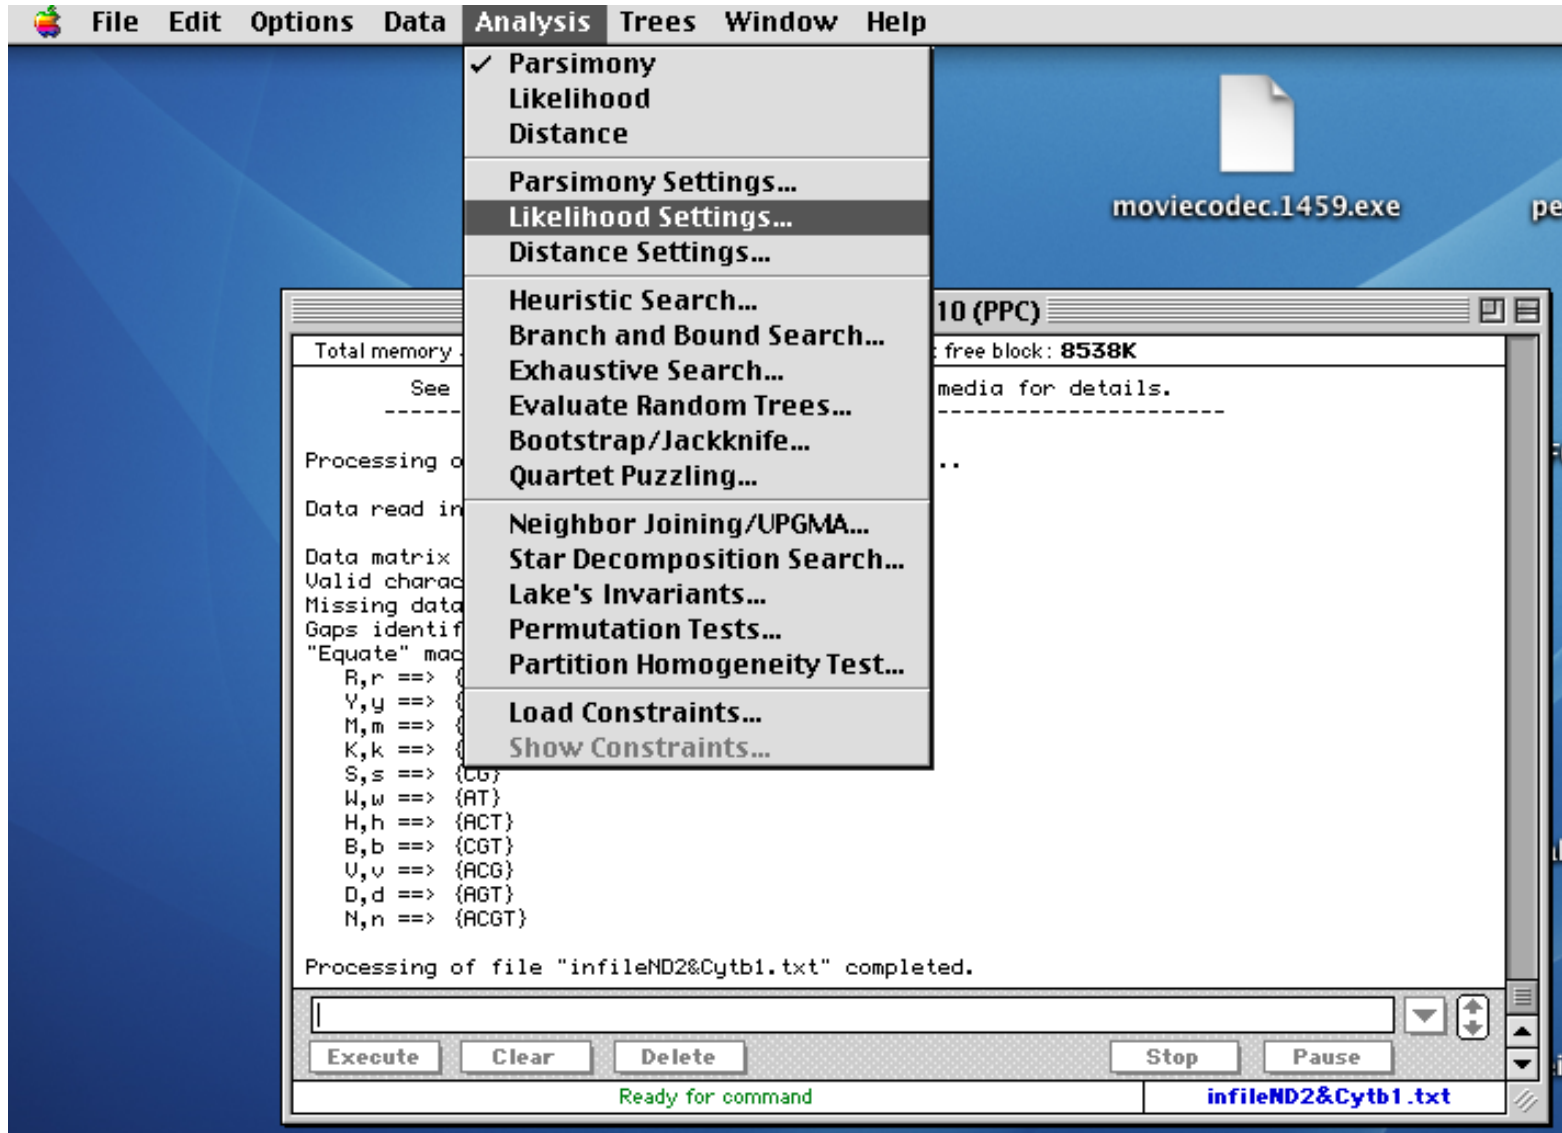 File Edit Options Data Analysis Trees Window Help
✓ Parsimony
Likelihood
Distance
Parsimony Settings...
Likelihood Settings...
Distance Settings...
Heuristic Search...
Branch and Bound Search...
Exhaustive Search...
Evaluate Random Trees...
Bootstrap/Jackknife...
Quartet Puzzling...
Neighbor Joining/UPGMA...
Star Decomposition Search...
Lake's Invariants...
Permutation Tests...
Partition Homogeneity Test...
Load Constraints...
Show Constraints...
moviecodec.1459.exe
pe
10 (PPC)
Total memory free block: 8538K
See media for details.
Processing o ..
Data read in
Data matrix
Valid charac
Missing data
Gaps identif
"Equate" mac
R,r ==> {
Y,y ==> {
M,m ==> {
K,k ==> {
S,s ==> {CG}
W,w ==> {AT}
H,h ==> {ACT}
B,b ==> {CGT}
V,v ==> {ACG}
D,d ==> {AGT}
N,n ==> {ACGT}
Processing of file "infileND2&Cytb1.txt" completed.
Execute Clear Delete Stop Pause
Ready for command infileND2&Cytb1.txt